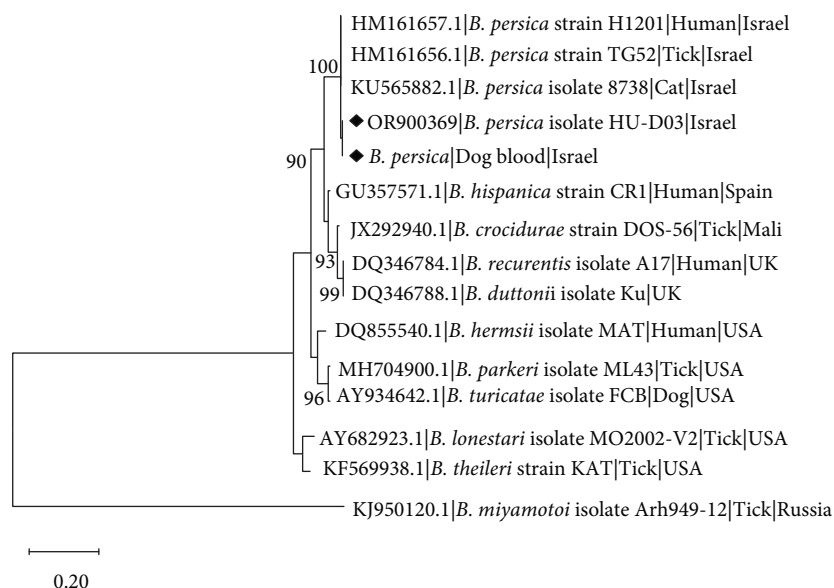 HM161657.1|B. persica strain H1201|Human|Israel
HM161656.1|B. persica strain TG52|Tick|Israel
100
KU565882.1|B. persica isolate 8738|Cat|Israel
OR900369|B. persica isolate HU-D03|Israel
90
B. persica|Dog blood|Israel
GU357571.1|B. hispanica strain CR1|Human|Spain
JX292940.1|B. crocidurae strain DOS-56|Tick|Mali
93
DQ346784.1|B. recurentis isolate A17|Human|UK
99
DQ346788.1|B. duttonii isolate Ku|UK
DQ855540.1|B. hermsii isolate MAT|Human|USA
MH704900.1|B. parkeri isolate ML43|Tick|USA
96
AY934642.1|B. turicatae isolate FCB|Dog|USA
AY682923.1|B. lonestari isolate MO2002-V2|Tick|USA
KF569938.1|B. theileri strain KAT|Tick|USA
KJ950120.1|B. miyamotoi isolate Arh949-12|Tick|Russia
0.20